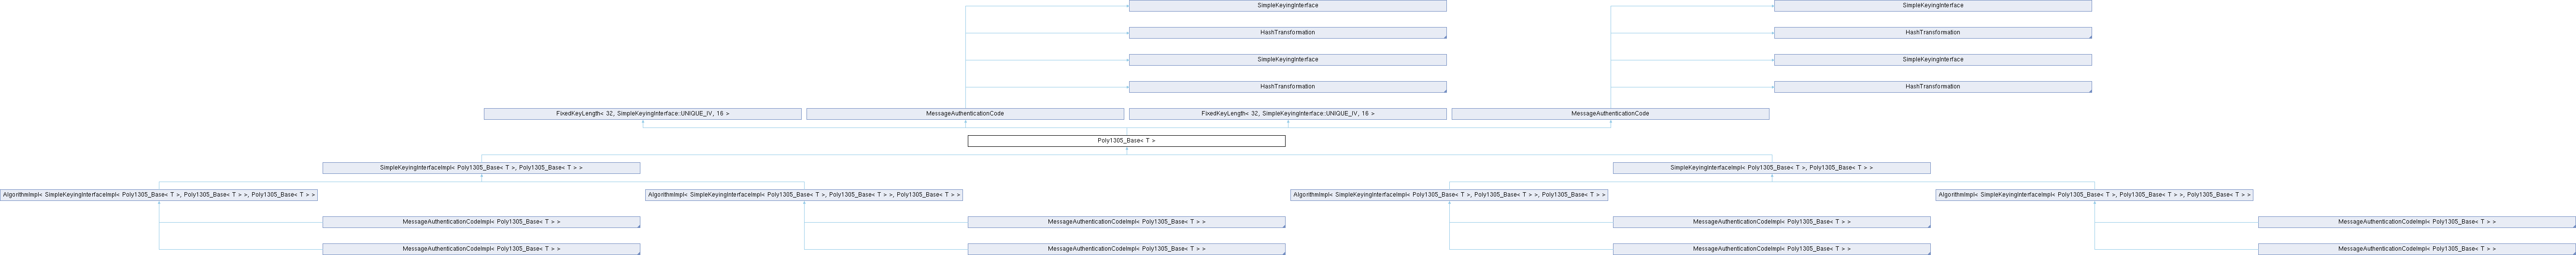 SimpleKeyingInterface
SimpleKeyingInterface
HashTransformation
HashTransformation
SimpleKeyingInterface
SimpleKeyingInterface
HashTransformation
HashTransformation
FixedKeyLength< 32, SimpleKeyingInterface::UNIQUE_IV, 16 >
MessageAuthenticationCode
FixedKeyLength< 32, SimpleKeyingInterface::UNIQUE_IV, 16 >
MessageAuthenticationCode
Poly1305_Base< T >
SimpleKeyingInterfaceImpl< Poly1305_Base< T >, Poly1305_Base< T > >
SimpleKeyingInterfaceImpl< Poly1305_Base< T >, Poly1305_Base< T > >
AlgorithmImpl< SimpleKeyingInterfaceImpl< Poly1305_Base< T >, Poly1305_Base< T > >, Poly1305_Base< T > >
AlgorithmImpl< SimpleKeyingInterfaceImpl< Poly1305_Base< T >, Poly1305_Base< T > >, Poly1305_Base< T > >
AlgorithmImpl< SimpleKeyingInterfaceImpl< Poly1305_Base< T >, Poly1305_Base< T > >, Poly1305_Base< T > >
AlgorithmImpl< SimpleKeyingInterfaceImpl< Poly1305_Base< T >, Poly1305_Base< T > >, Poly1305_Base< T > >
MessageAuthenticationCodeImpl< Poly1305_Base< T > >
MessageAuthenticationCodeImpl< Poly1305_Base< T > >
MessageAuthenticationCodeImpl< Poly1305_Base< T > >
MessageAuthenticationCodeImpl< Poly1305_Base< T > >
MessageAuthenticationCodeImpl< Poly1305_Base< T > >
MessageAuthenticationCodeImpl< Poly1305_Base< T > >
MessageAuthenticationCodeImpl< Poly1305_Base< T > >
MessageAuthenticationCodeImpl< Poly1305_Base< T > >